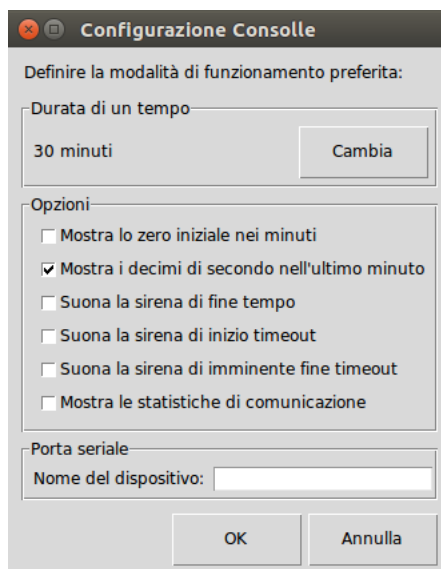 Configurazione Consolle
Definire la modalità di funzionamento preferita:
Durata di un tempo
30 minuti
Cambia
Opzioni
Mostra lo zero iniziale nei minuti
Mostra i decimi di secondo nell'ultimo minuto
Suona la sirena di fine tempo
Suona la sirena di inizio timeout
Suona la sirena di imminente fine timeout
Mostra le statistiche di comunicazione
Porta seriale
Nome del dispositivo:
OK
Annulla